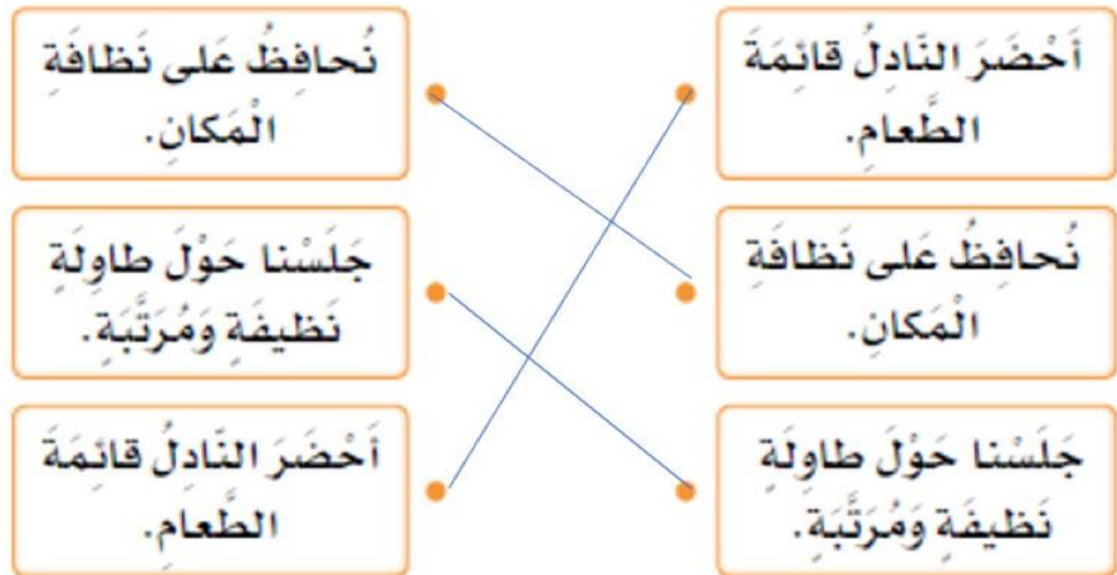 أَحْضَرَ النّادِلُ قائِمَةَ
الطَّعامِ.
نُحافِظُ عَلى نَظافَةِ
الْمَكانِ.
جَلَسْنا حَوْلَ طاوِلَةٍ
نَظيفَةٍ وَمُرَتَّبَةٍ.
نُحافِظُ عَلى نَظافَةِ
الْمَكانِ.
جَلَسْنا حَوْلَ طاوِلَةٍ
نَظيفَةٍ وَمُرَتَّبَةٍ.
أَحْضَرَ النّادِلُ قائِمَةَ
الطَّعامِ.